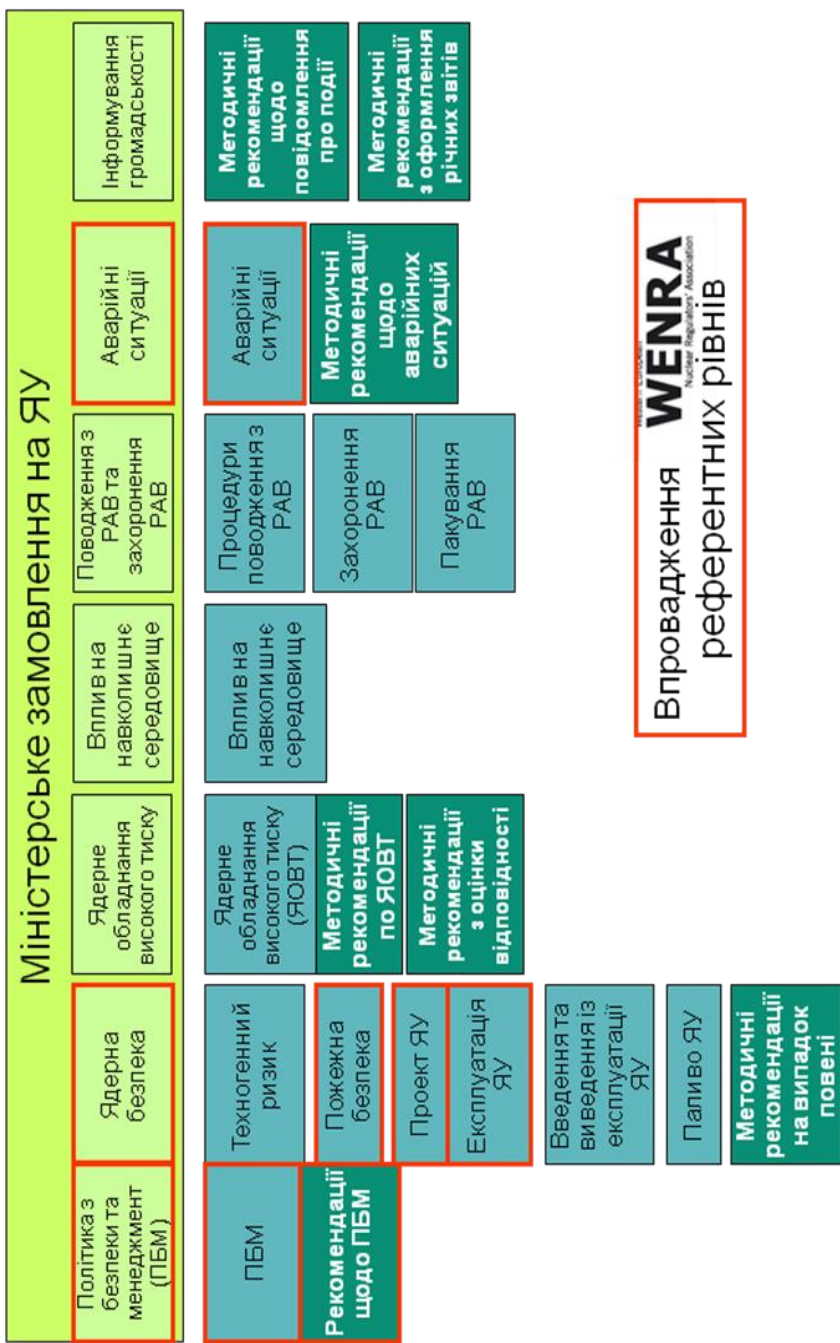 Міністерське замовлення на ЯУ
Політика з
безпеки та
менеджмент
(ПБМ)
Ядерна
безпека
Ядерне
обладнання
високого тиску
Вплив на
навколишнє
середовище
Поводження з
РАВ та
захоронення
РАВ
Аварійні
ситуації
Інформування
громадськості
ПБМ
Рекомендації
щодо ПБМ
Техногенний
ризик
Пожежна
безпека
Проект ЯУ
Експлуатація
ЯУ
Введення та
виведення із
експлуатації
ЯУ
Паливо ЯУ
Методичні
рекомендації
на випадок
повені
Ядерне
обладнання
високого тиску
(ЯОВТ)
Методичні
рекомендації
по ЯОВТ
Методичні
рекомендації
з оцінки
відповідності
Вплив на
навколишнє
середовище
Процедури
поводження з
РАВ
Захоронення
РАВ
Пакування
РАВ
Аварійні
ситуації
Методичні
рекомендації
щодо
аварійних
ситуацій
Методичні
рекомендації
щодо
повідомлення
про події
Методичні
рекомендації
з оформлення
річних звітів
Western European
Впровадження WENRA
Nuclear Regulators' Association
референтних рівнів